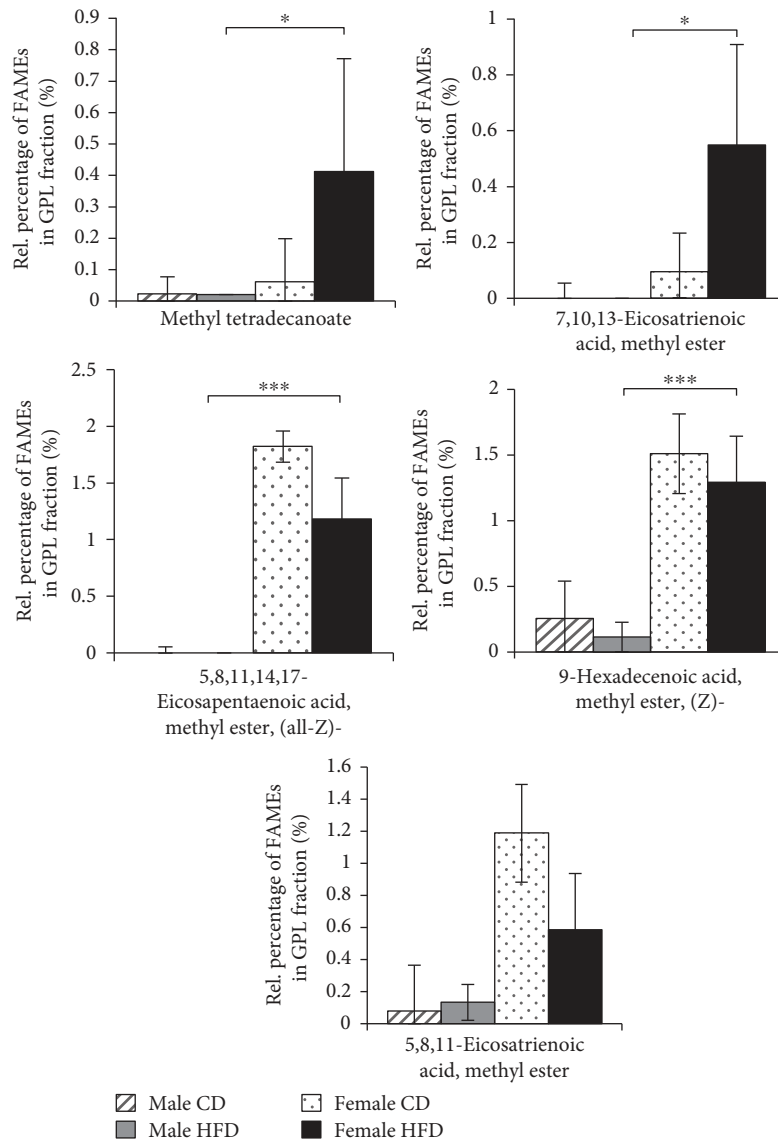 Rel. percentage of FAMEs
in GPL fraction (%)
0.9
0.8
0.7
0.6
0.5
0.4
0.3
0.2
0.1
0
*
Methyl tetradecanoate
Rel. percentage of FAMEs
in GPL fraction (%)
1
0.8
0.6
0.4
0.2
0
*
7,10,13-Eicosatrienoic
acid, methyl ester
Rel. percentage of FAMEs
in GPL fraction (%)
2.5
2
1.5
1
0.5
0
***
5,8,11,14,17-
Eicosapentaenoic acid,
methyl ester, (all-Z)-
Rel. percentage of FAMEs
in GPL fraction (%)
2
1.5
1
0.5
0
***
9-Hexadecenoic acid,
methyl ester, (Z)-
Rel. percentage of FAMEs
in GPL fraction (%)
1.6
1.4
1.2
1
0.8
0.6
0.4
0.2
0
5,8,11-Eicosatrienoic
acid, methyl ester
Male CD
Male HFD
Female CD
Female HFD